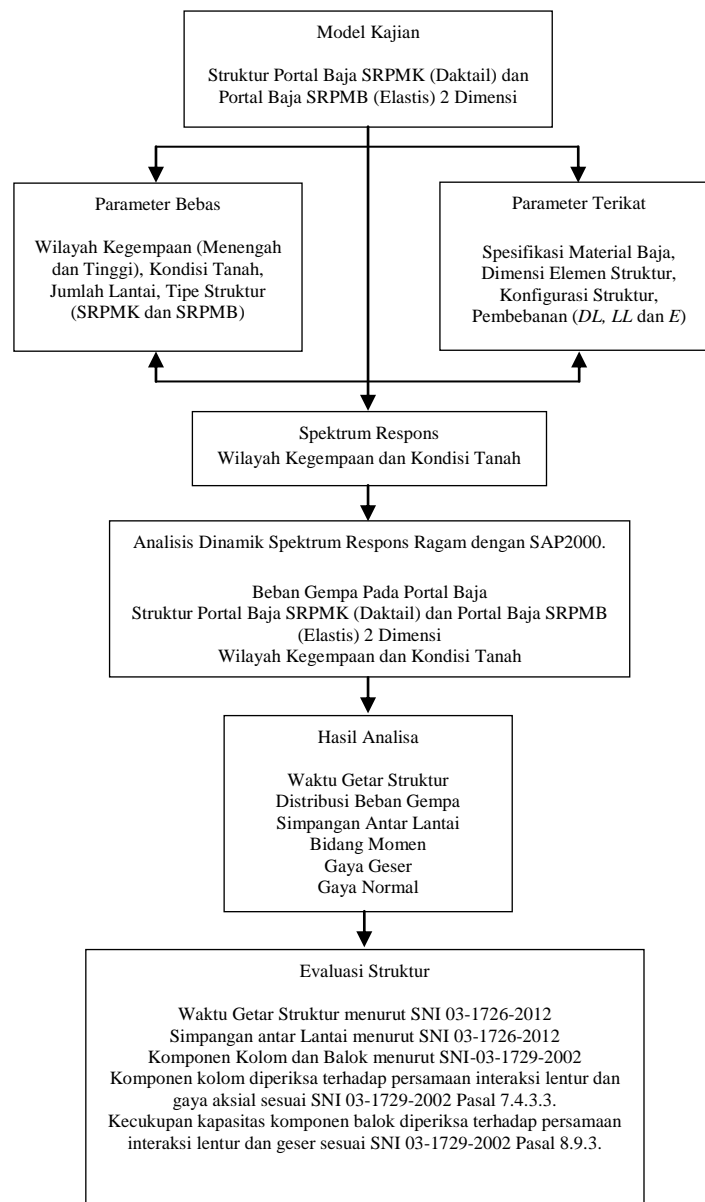 Model Kajian
Struktur Portal Baja SRPMK (Daktail) dan
Portal Baja SRPMB (Elastis) 2 Dimensi
Parameter Bebas
Wilayah Kegempaan (Menengah
dan Tinggi), Kondisi Tanah,
Jumlah Lantai, Tipe Struktur
(SRPMK dan SRPMB)
Parameter Terikat
Spesifikasi Material Baja,
Dimensi Elemen Struktur,
Konfigurasi Struktur,
Pembebanan (DL, LL dan E)
Spektrum Respons
Wilayah Kegempaan dan Kondisi Tanah
Analisis Dinamik Spektrum Respons Ragam dengan SAP2000.
Beban Gempa Pada Portal Baja
Struktur Portal Baja SRPMK (Daktail) dan Portal Baja SRPMB
(Elastis) 2 Dimensi
Wilayah Kegempaan dan Kondisi Tanah
Hasil Analisa
Waktu Getar Struktur
Distribusi Beban Gempa
Simpangan Antar Lantai
Bidang Momen
Gaya Geser
Gaya Normal
Evaluasi Struktur
Waktu Getar Struktur menurut SNI 03-1726-2012
Simpangan antar Lantai menurut SNI 03-1726-2012
Komponen Kolom dan Balok menurut SNI-03-1729-2002
Komponen kolom diperiksa terhadap persamaan interaksi lentur dan
gaya aksial sesuai SNI 03-1729-2002 Pasal 7.4.3.3.
Kecukupan kapasitas komponen balok diperiksa terhadap persamaan
interaksi lentur dan geser sesuai SNI 03-1729-2002 Pasal 8.9.3.